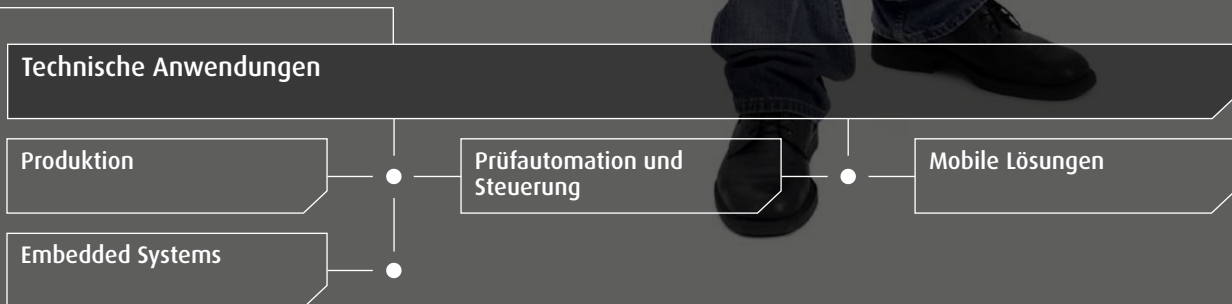 Technische Anwendungen
Produktion
Prüfautomation und
Steuerung
Mobile Lösungen
Embedded Systems